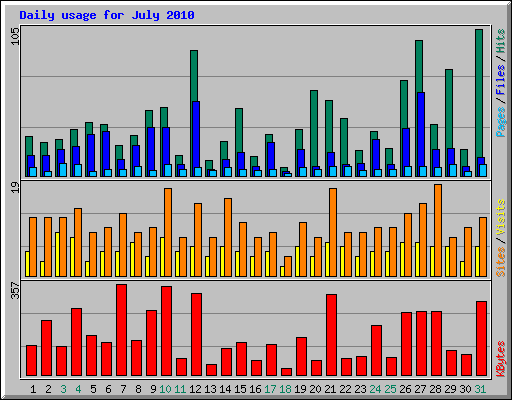 Daily usage for July 2010
105
Pages / Files / Hits
19
Sites / Visits
357
KBytes
1 2 3 4 5 6 7 8 9 10 11 12 13 14 15 16 17 18 19 20 21 22 23 24 25 26 27 28 29 30 31